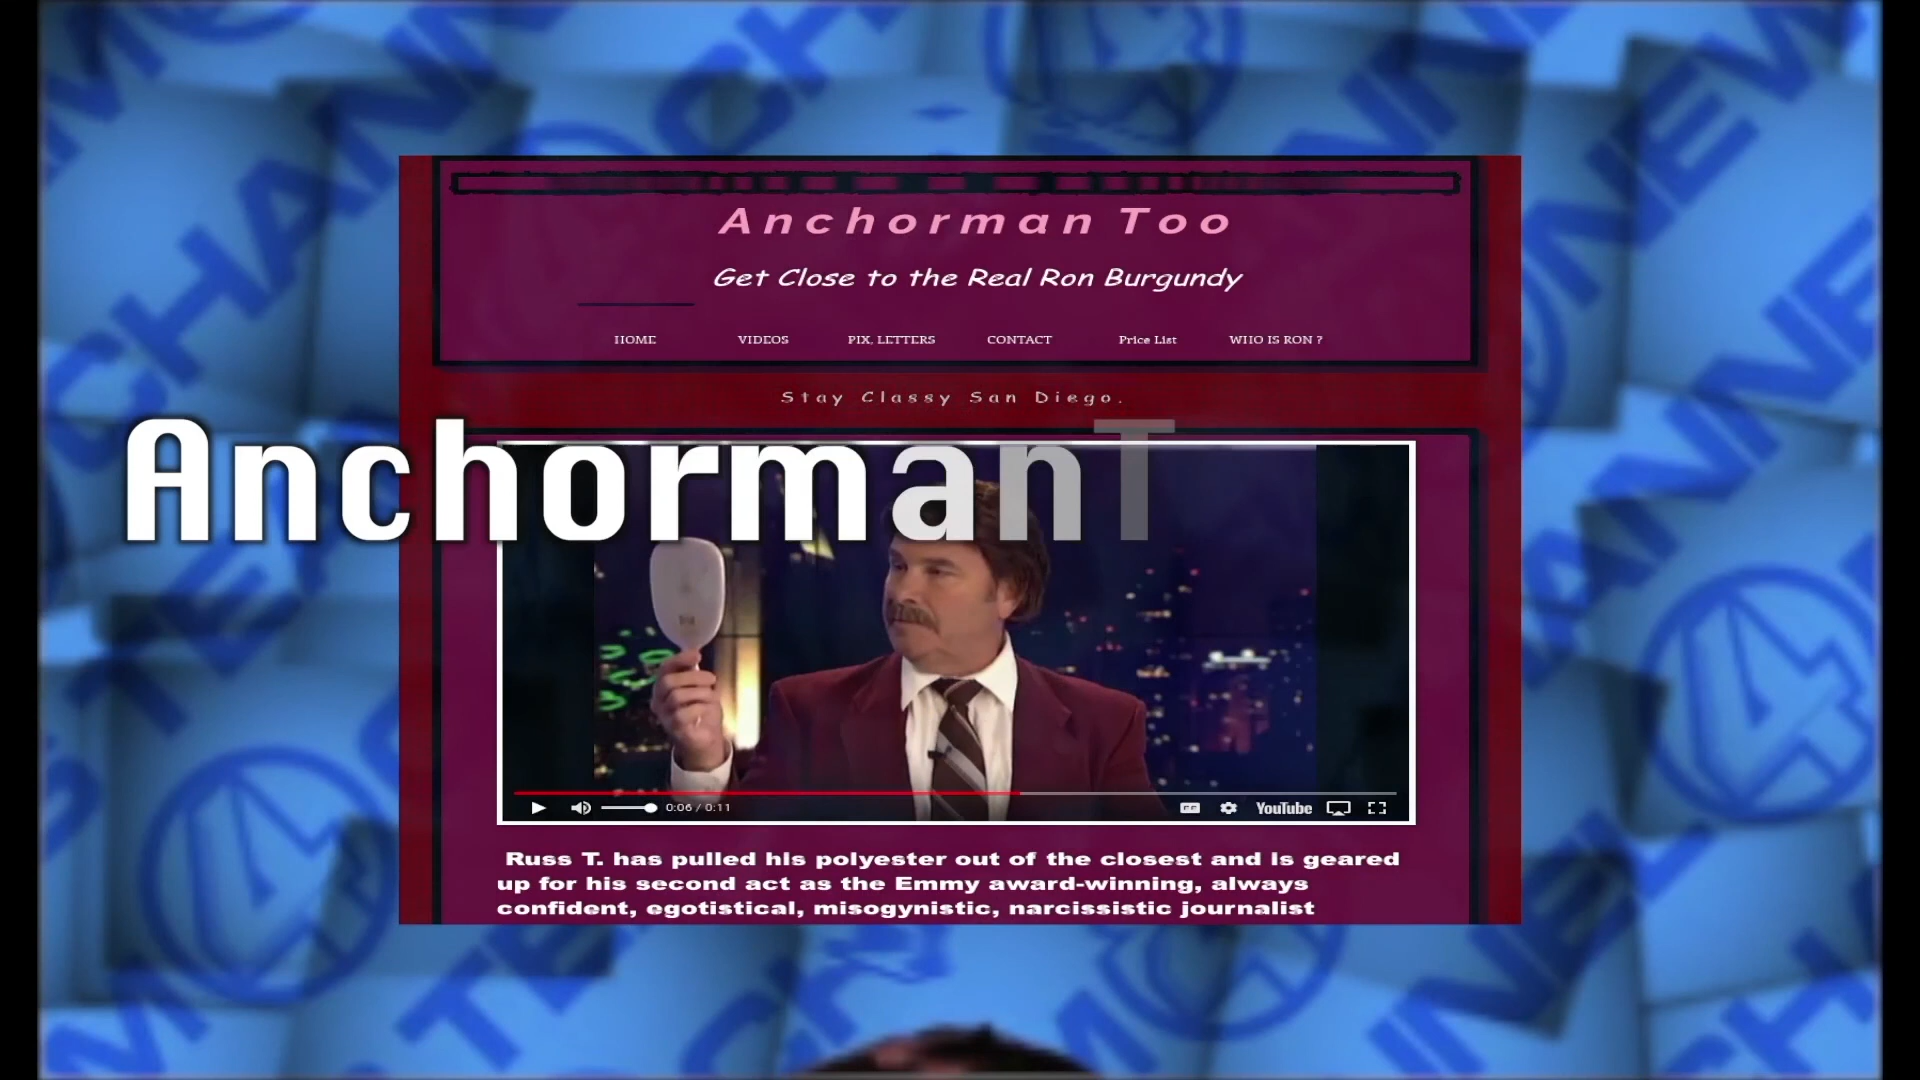 Anchorman Too
Get Close to the Real Ron Burgundy
HOME VIDEOS PIX, LETTERS CONTACT Price List WHO IS RON ?
Stay Classy San Diego.
AnchormanT
0:06 / 0:11 CC YouTube
Russ T. has pulled his polyester out of the closest and is geared
up for his second act as the Emmy award-winning, always
confident, egotistical, misogynistic, narcissistic journalist